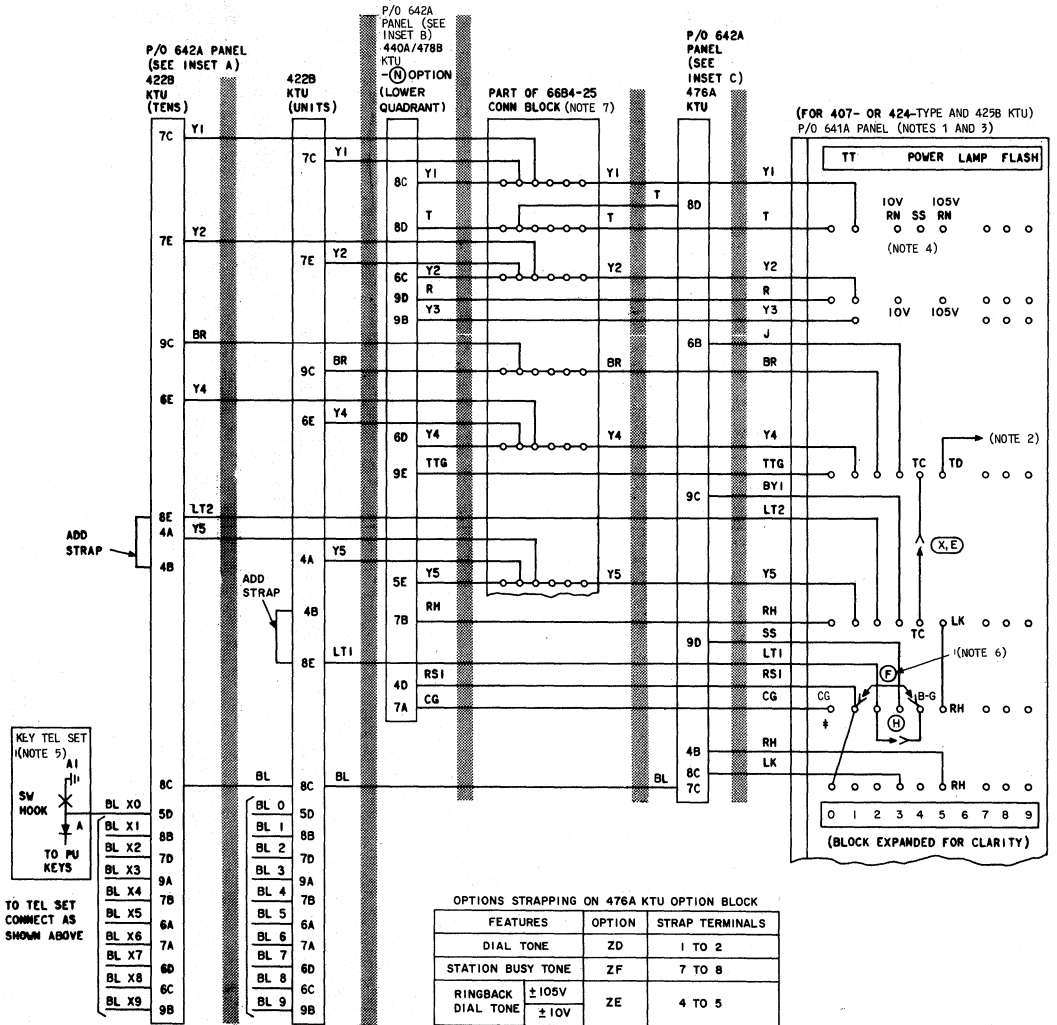 P/O 642A PANEL
(SEE INSET A)
422B
KTU
(TENS)
422B
KTU
(UNITS)
P/O 642A
PANEL (SEE
INSET B)
440A/478B
KTU
-(N) OPTION
(LOWER
QUADRANT)
PART OF 66B4-25
CONN BLOCK (NOTE 7)
P/O 642A
PANEL
(SEE
INSET C)
476A
KTU
(FOR 407- OR 424-TYPE AND 425B KTU)
P/O 641A PANEL (NOTES 1 AND 3)
TT POWER LAMP FLASH
7C Y1
7C Y1
8C Y1 Y1
T 8D
10V 105V
RN SS RN
8D T T T
(NOTE 4)
7E Y2
7E Y2
6C Y2 Y2 Y2
9D R R
9B Y3 Y3
10V 105V
9C BR
6B J
9C BR BR BR
6E Y4
6E Y4
6D Y4 Y4 Y4
(NOTE 2)
9E TTG TTG
TC TD
9C BY1
8E LT2 LT2
4A Y5
ADD
STRAP
4B
X,E
4A Y5
5E Y5 Y5 Y5
ADD
STRAP
4B
7B RH RH
TC LK
9D SS
8E LT1 LT1
(NOTE 6)
F
4D RS1 RS1
7A CG CG
CG B-G
RH
H
4B RH
8C LK
8C BL 8C BL BL 7C
RH
0 1 2 3 4 5 6 7 8 9
(BLOCK EXPANDED FOR CLARITY)
KEY TEL SET
(NOTE 5)
A1
SW
HOOK
A
TO PU
KEYS
TO TEL SET
CONNECT AS
SHOWN ABOVE
BL X0 5D BL 0 5D
BL X1 8B BL 1 8B
BL X2 7D BL 2 7D
BL X3 9A BL 3 9A
BL X4 7B BL 4 7B
BL X5 6A BL 5 6A
BL X6 7A BL 6 7A
BL X7 6D BL 7 6D
BL X8 6C BL 8 6C
BL X9 9B BL 9 9B
OPTIONS STRAPPING ON 476A KTU OPTION BLOCK
FEATURES OPTION STRAP TERMINALS
DIAL TONE ZD 1 TO 2
STATION BUSY TONE ZF 7 TO 8
RINGBACK DIAL TONE ±105V ±10V ZE 4 TO 5